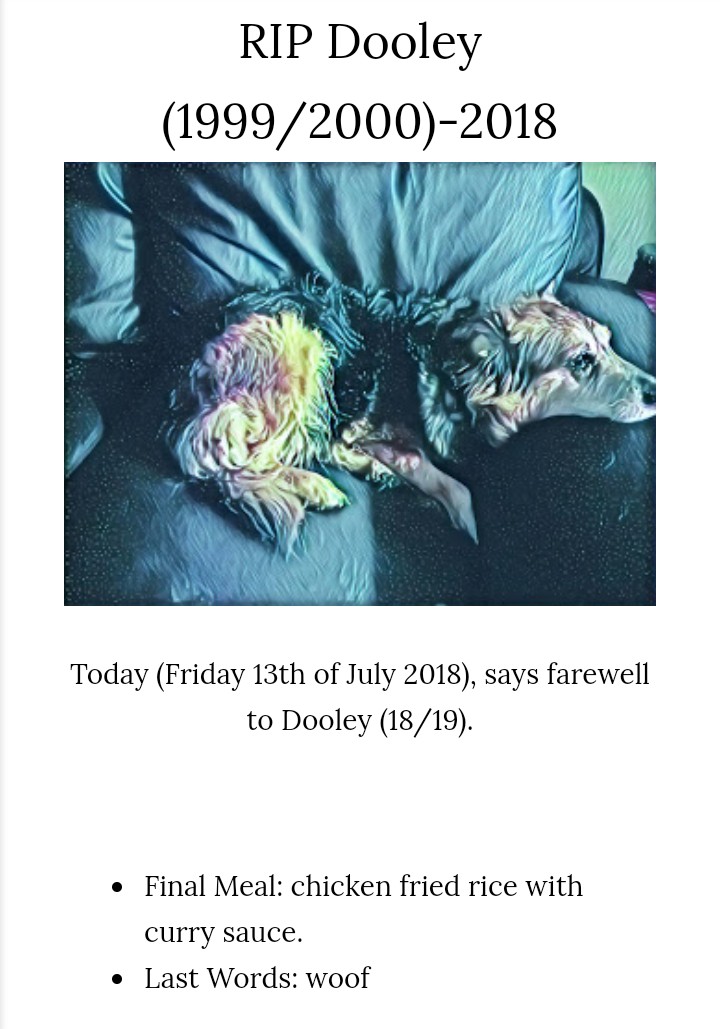 RIP Dooley
(1999/2000)-2018
Today (Friday 13th of July 2018), says farewell
to Dooley (18/19).
• Final Meal: chicken fried rice with
curry sauce.
• Last Words: woof